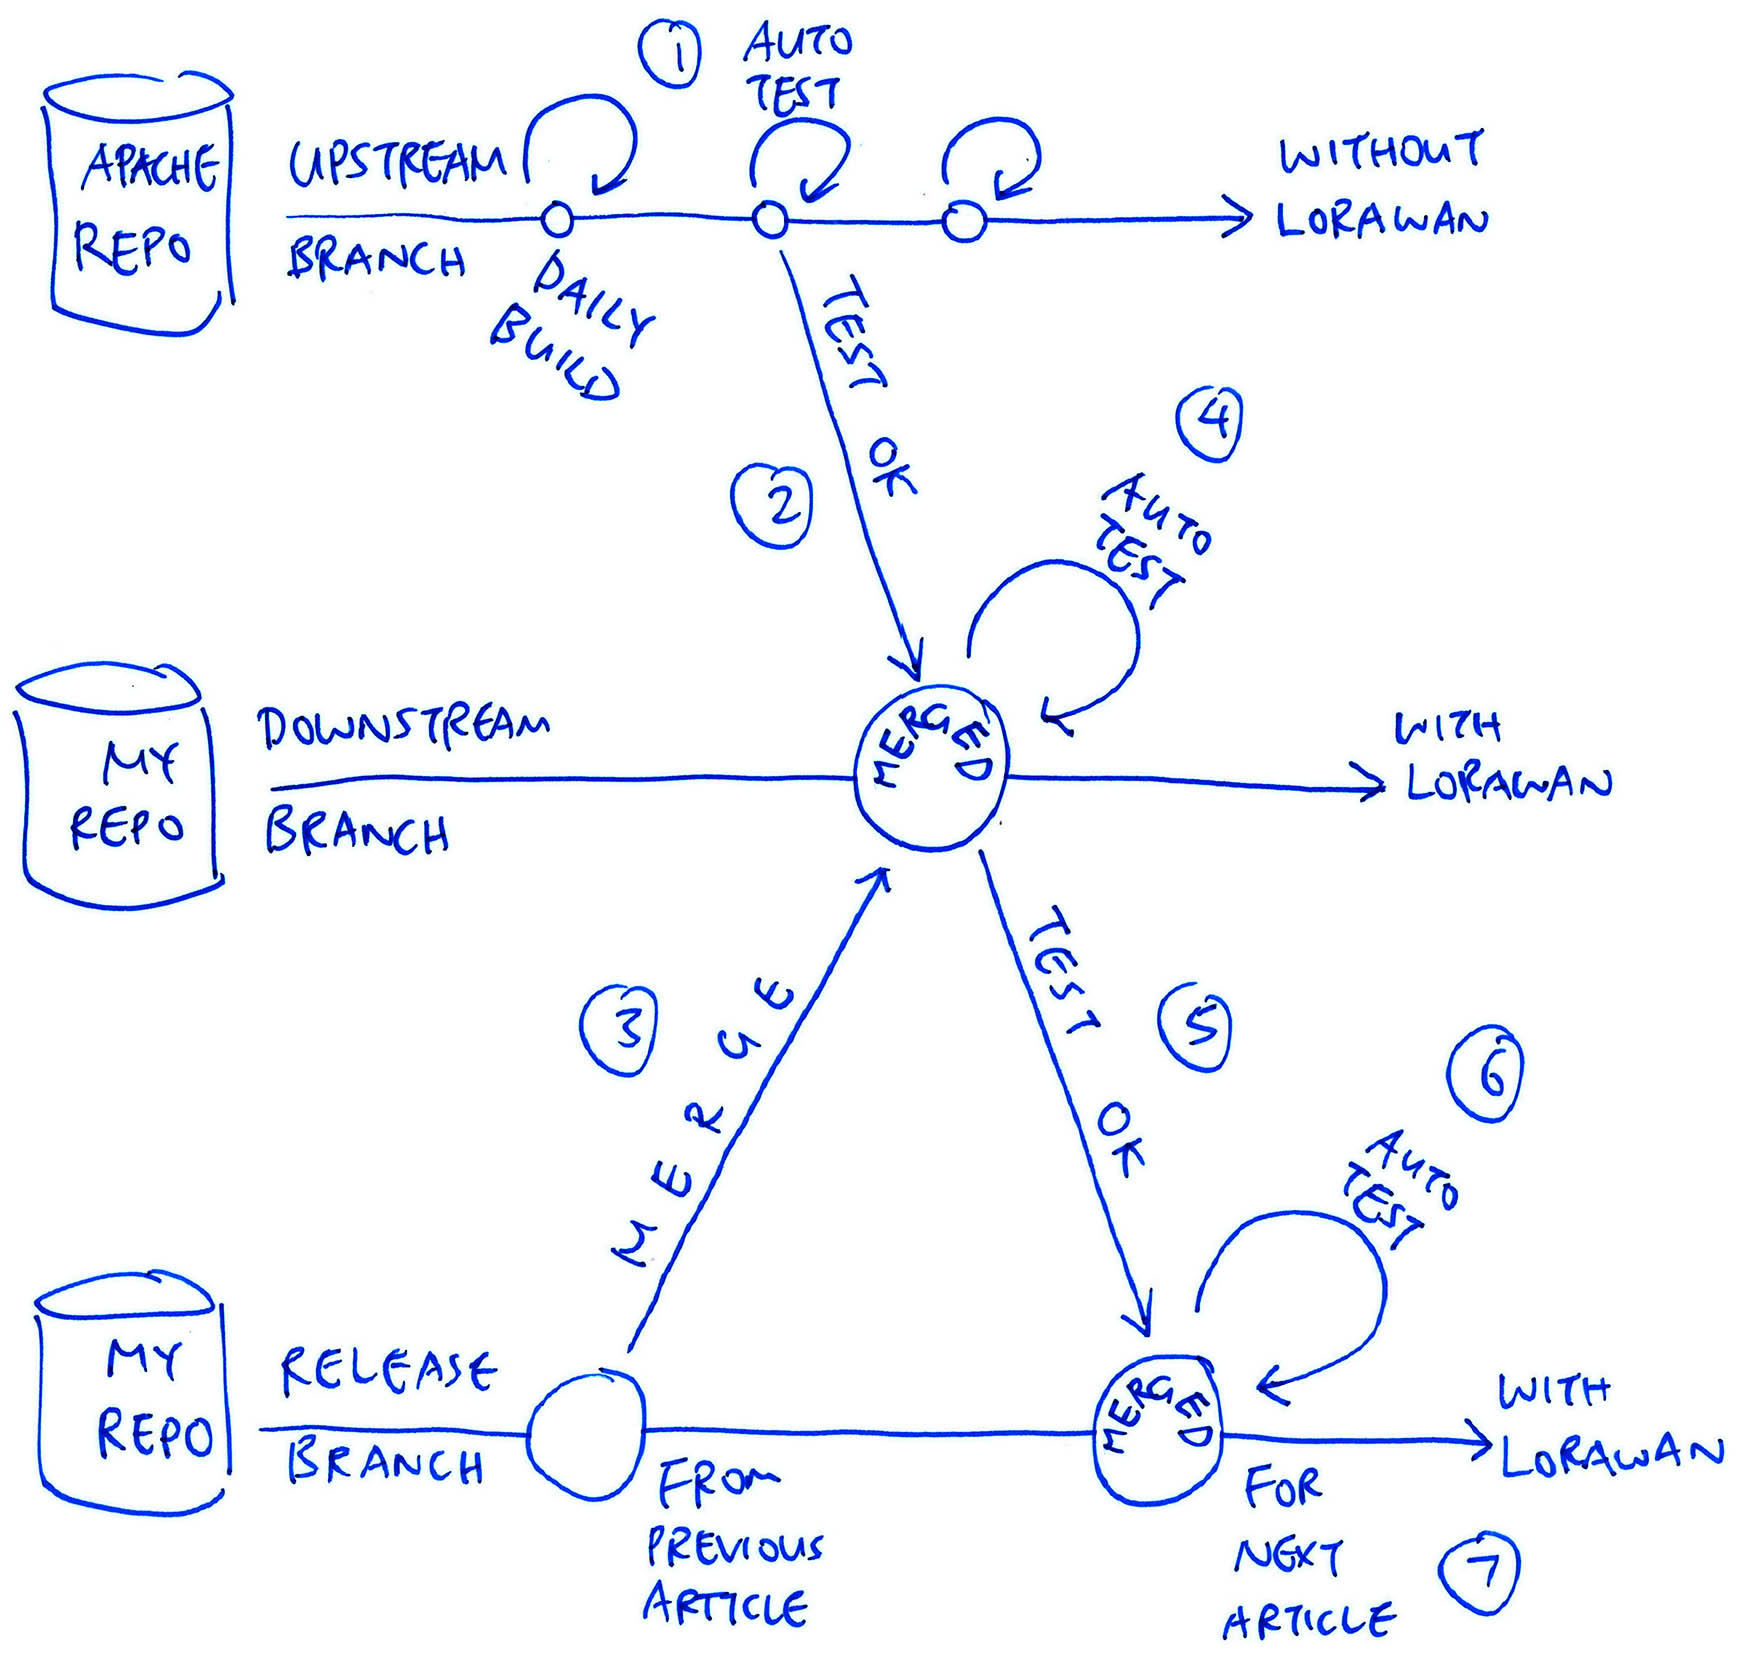 1
AUTO
TEST
APACHE
REPO
UPSTREAM
BRANCH
DAILY
BUILD
WITHOUT
LORAWAN
TEST OK
2
4
AUTO
TEST
MY
REPO
DOWNSTREAM
BRANCH
MERGED
WITH
LORAWAN
3
MERGE
TEST OK
5
6
AUTO
TEST
MY
REPO
RELEASE
BRANCH
FROM
PREVIOUS
ARTICLE
MERGED
FOR
NEXT
ARTICLE
7
WITH
LORAWAN